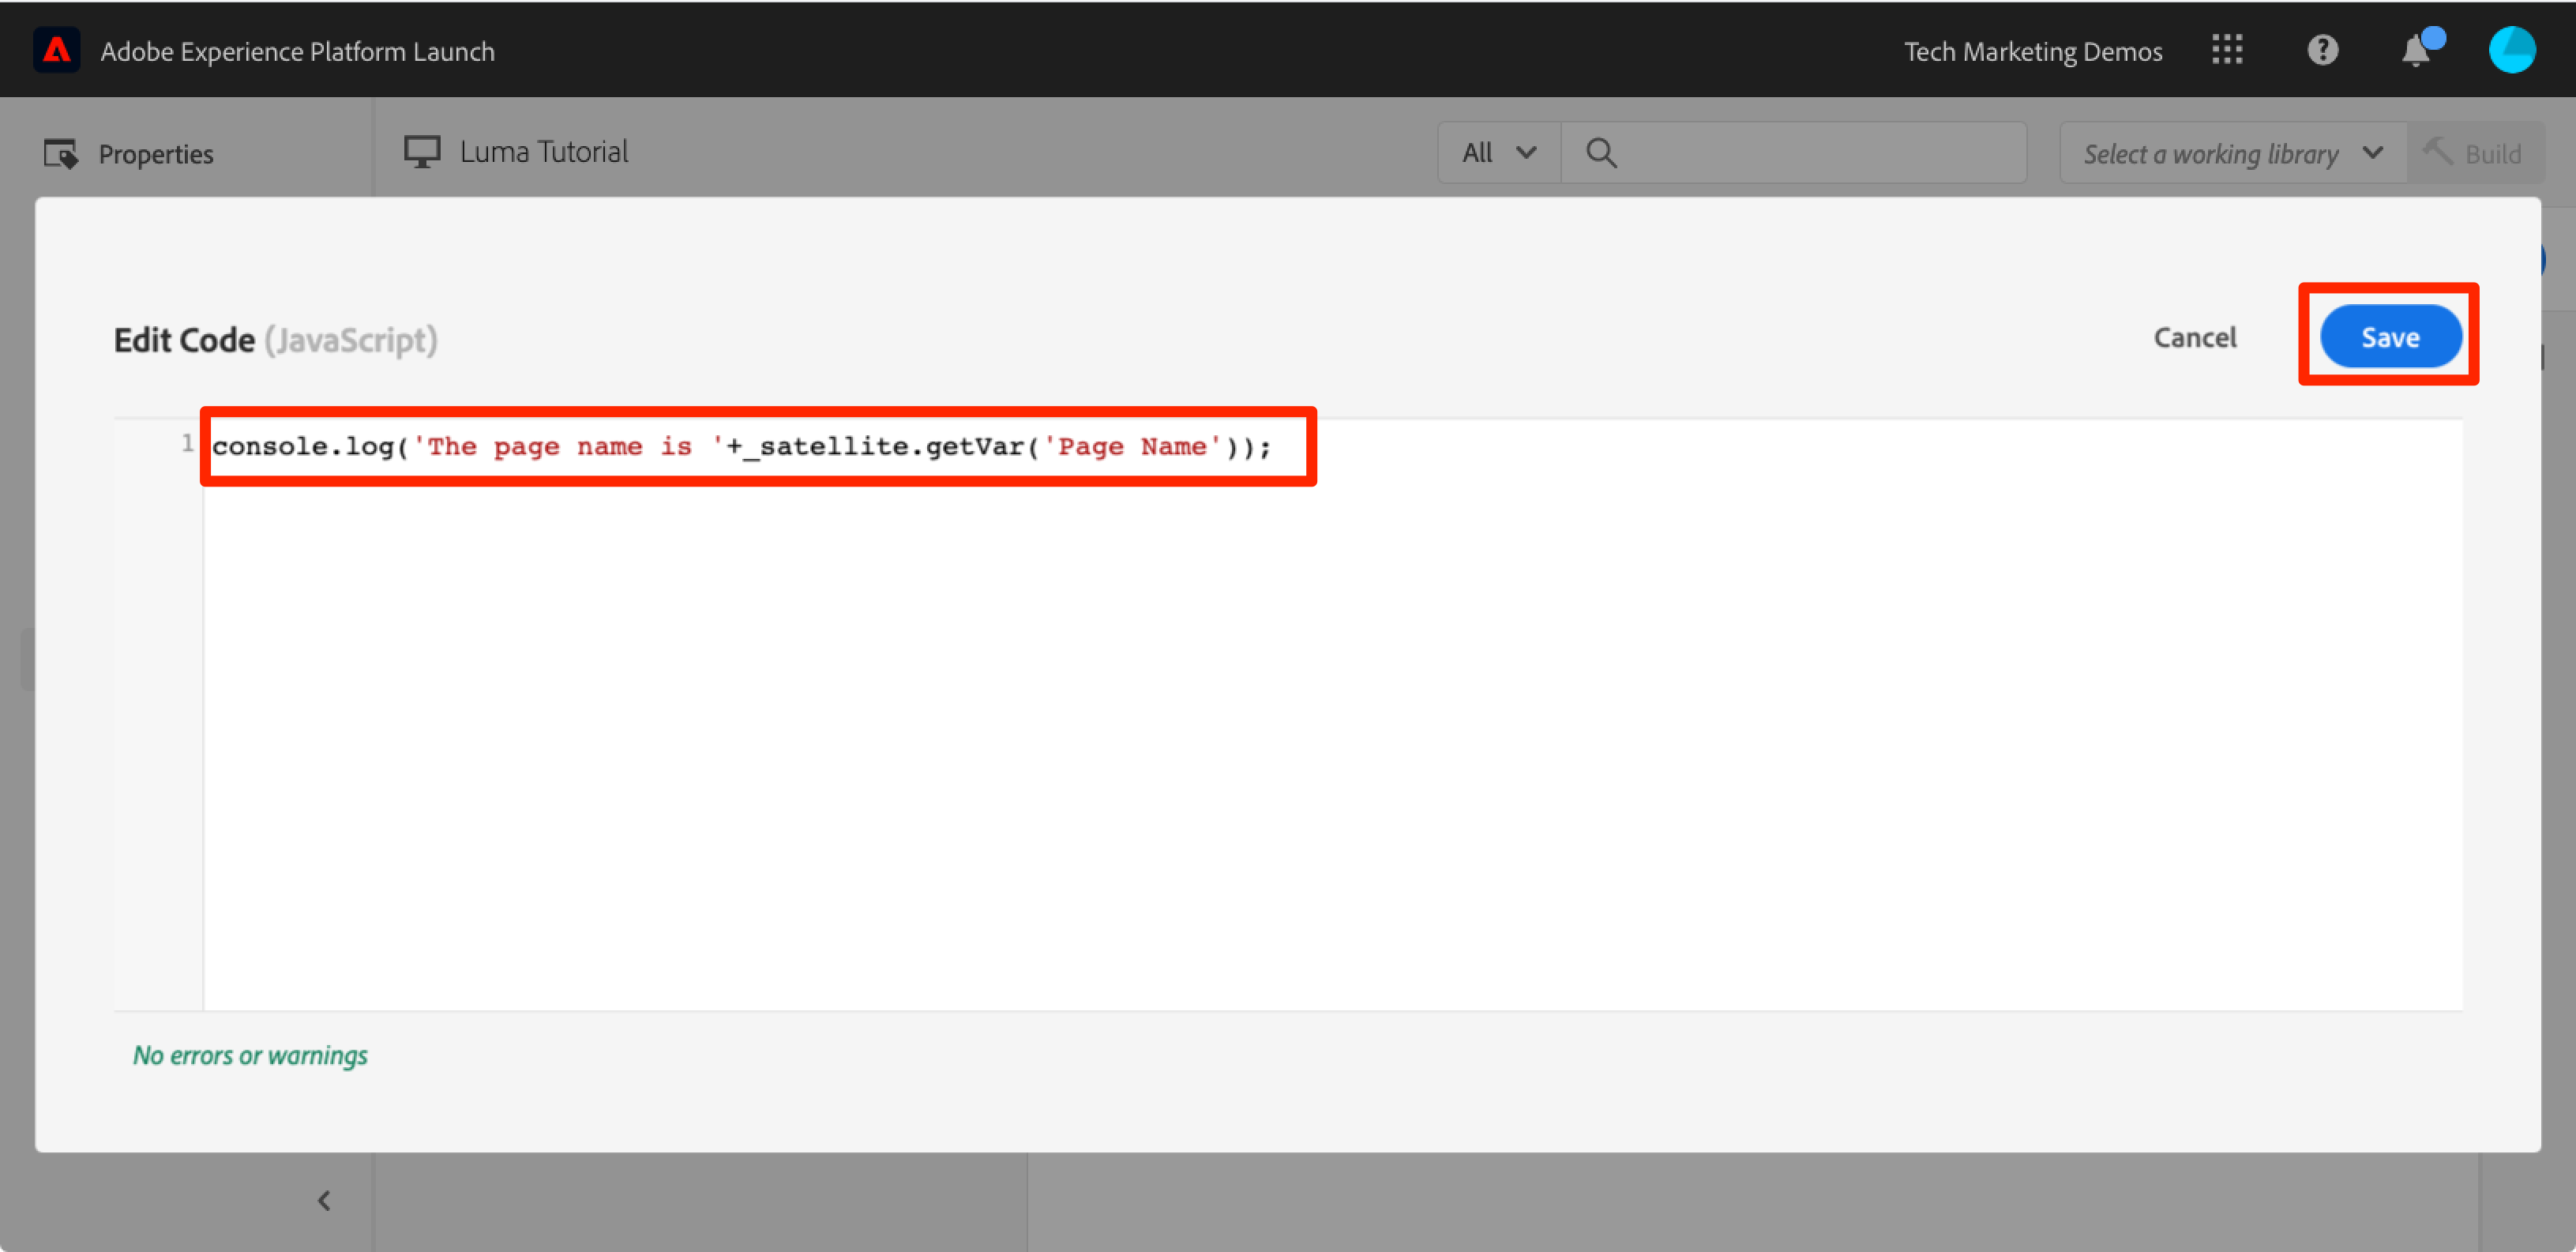 Adobe Experience Platform Launch
Tech Marketing Demos
Properties
Luma Tutorial
All
Select a working library
Build
Edit Code (JavaScript)
Cancel
Save
1
console.log('The page name is '+_satellite.getVar('Page Name'));
No errors or warnings